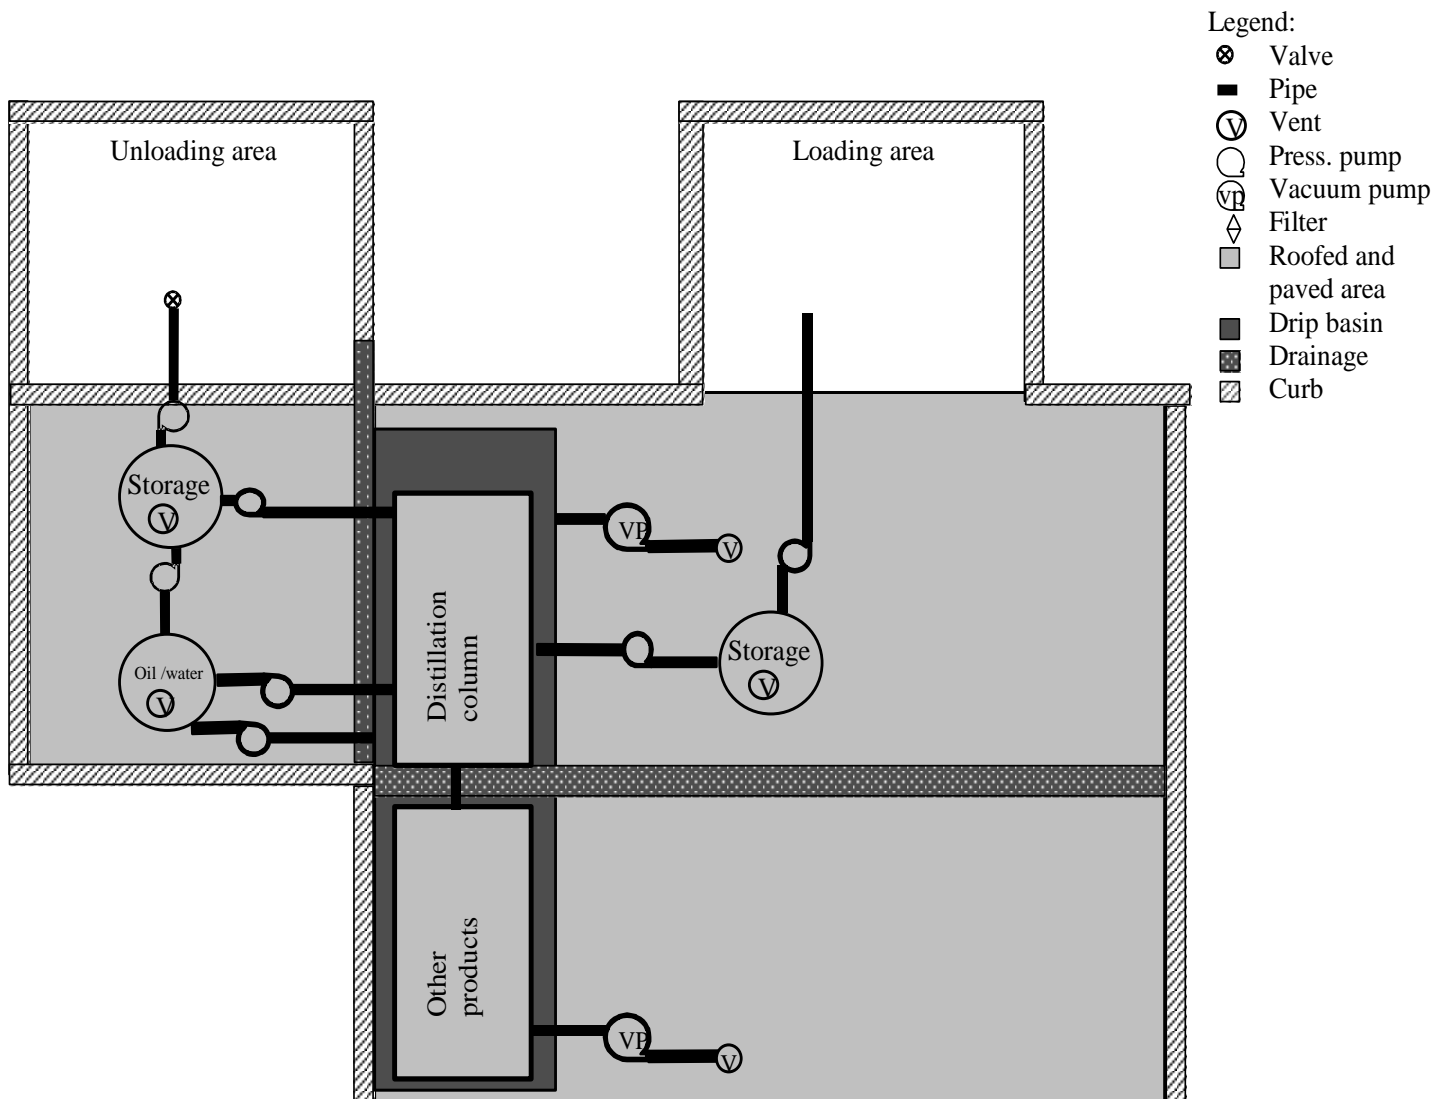 Legend:
Valve
Pipe
V Vent
Press. pump
vp Vacuum pump
Filter
Roofed and
paved area
Drip basin
Drainage
Curb
Unloading area
Loading area
Storage
V
VP
V
Distillation
column
Storage
V
Oil /water
V
Other
products
VP
V